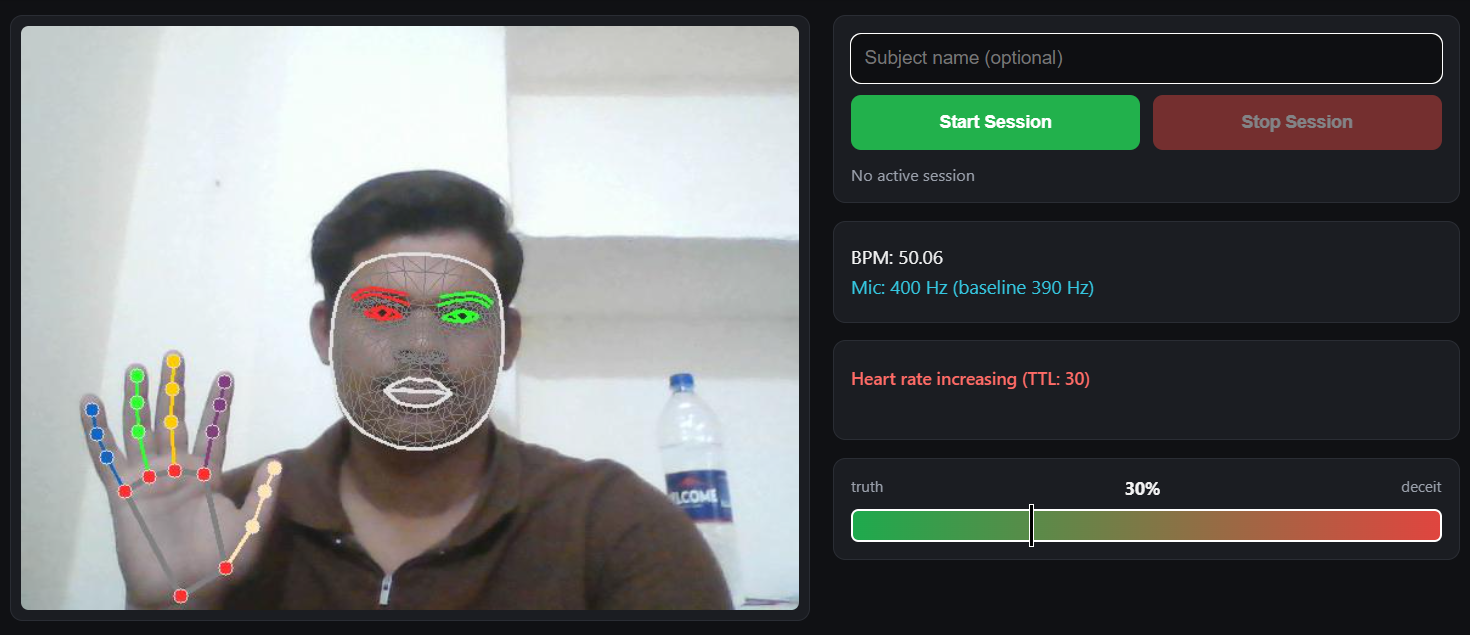 Subject name (optional)
Start Session
Stop Session
No active session
BPM: 50.06
Mic: 400 Hz (baseline 390 Hz)
Heart rate increasing (TTL: 30)
truth
30%
deceit